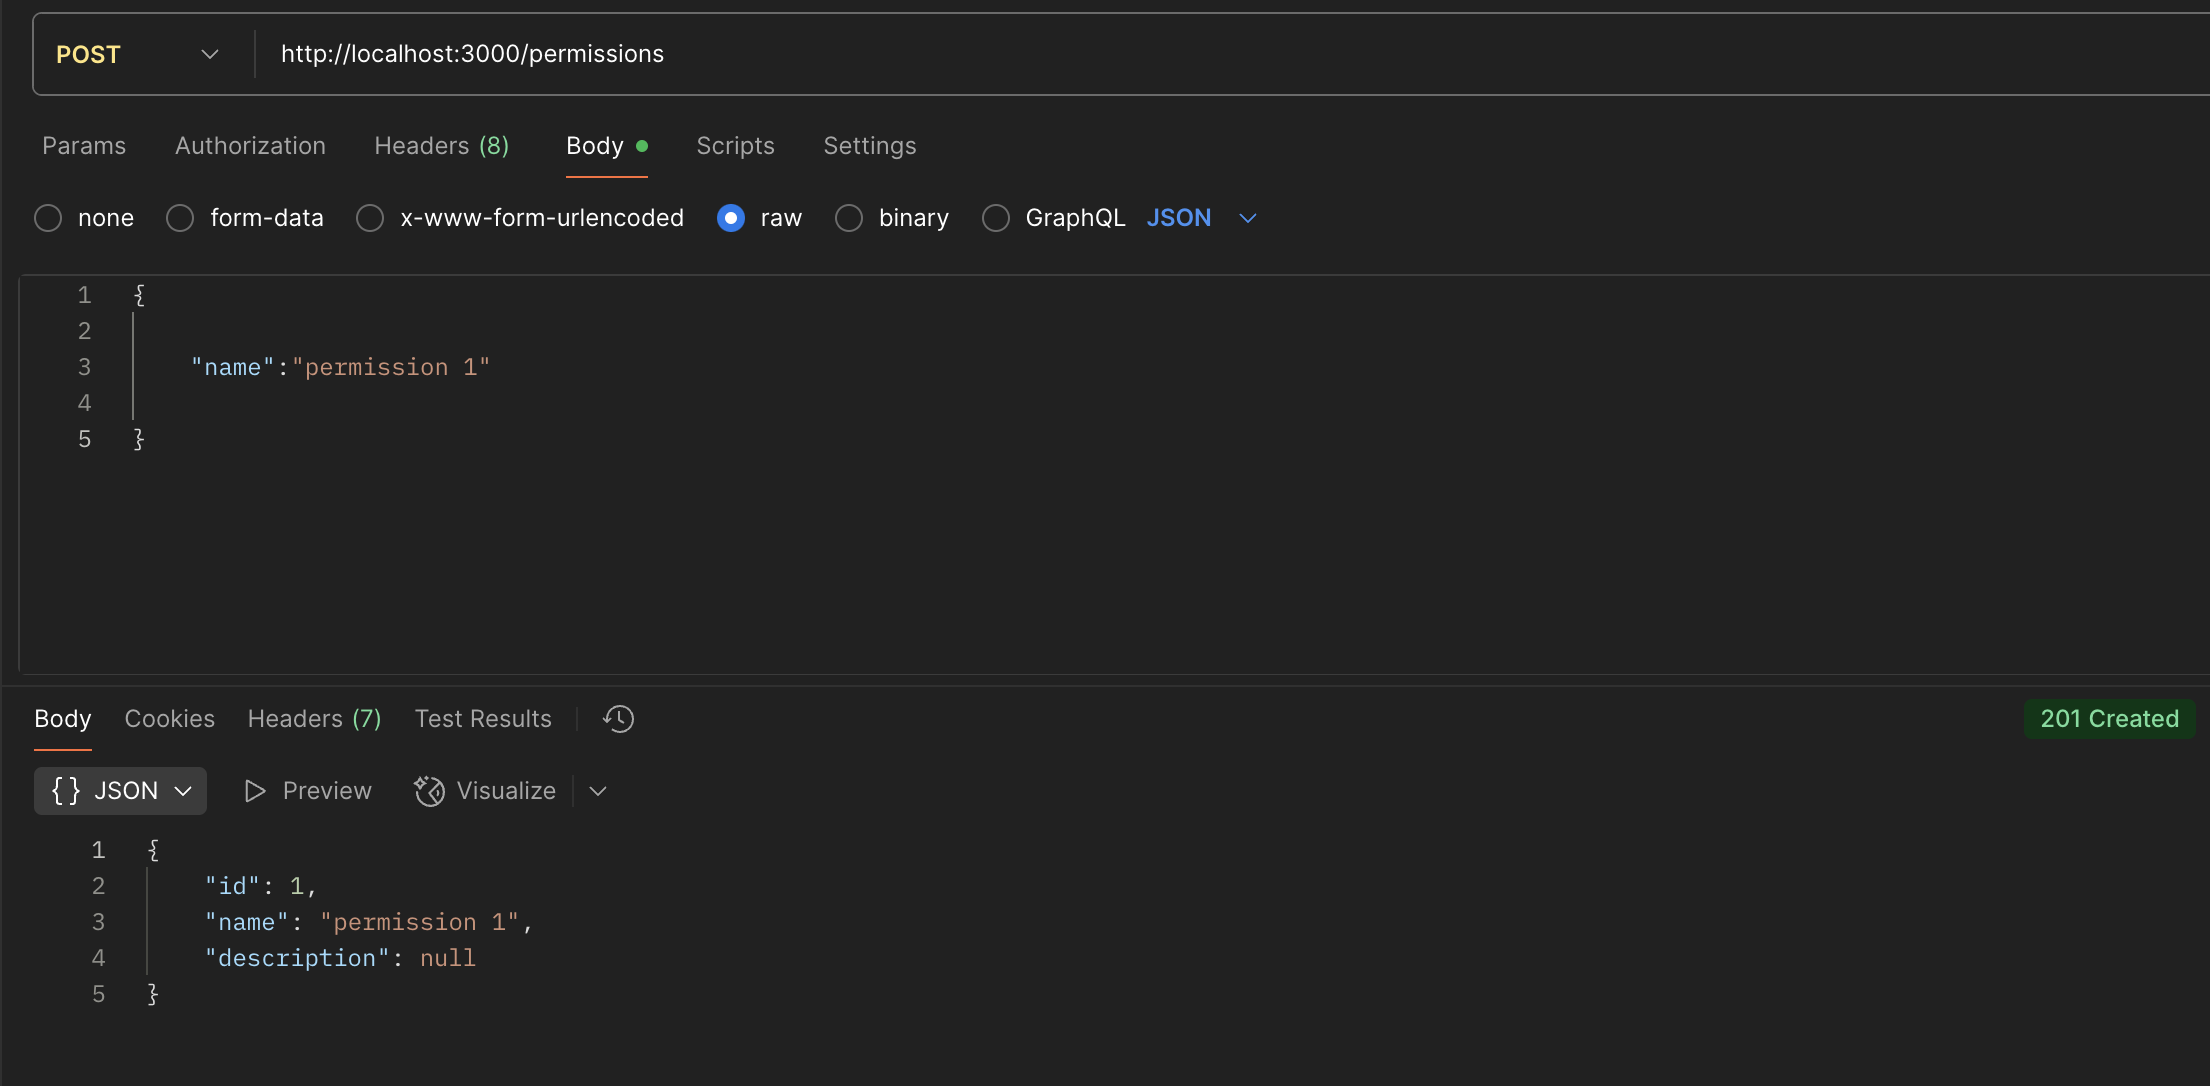 POST http://localhost:3000/permissions
Params Authorization Headers (8) Body Scripts Settings
none form-data x-www-form-urlencoded raw binary GraphQL JSON
1 {
2
3 "name":"permission 1"
4
5 }
Body Cookies Headers (7) Test Results 201 Created
{ } JSON Preview Visualize
1 {
2 "id": 1,
3 "name": "permission 1",
4 "description": null
5 }